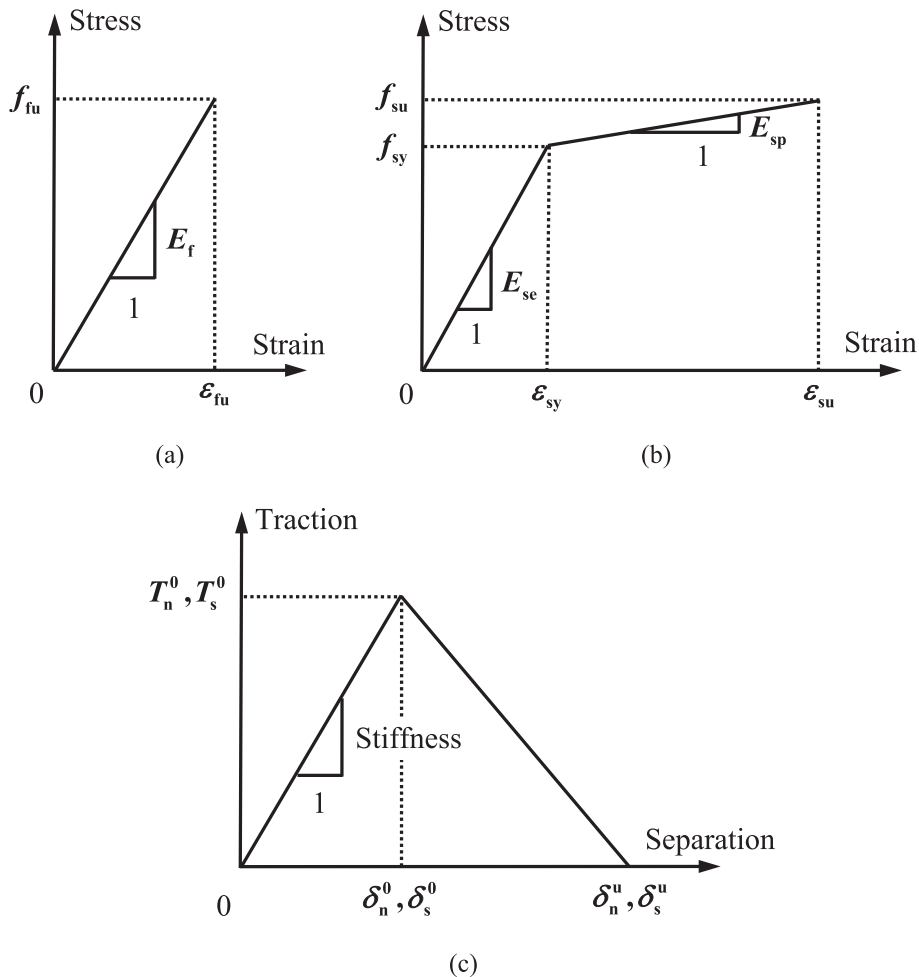 Stress
f_fu
E_f
1
Strain
0
ε_fu
(a)
Stress
f_su
f_sy
E_sp
1
E_se
1
Strain
0
ε_sy
ε_su
(b)
Traction
T_n^0, T_s^0
Stiffness
1
Separation
0
δ_n^0, δ_s^0
δ_n^u, δ_s^u
(c)